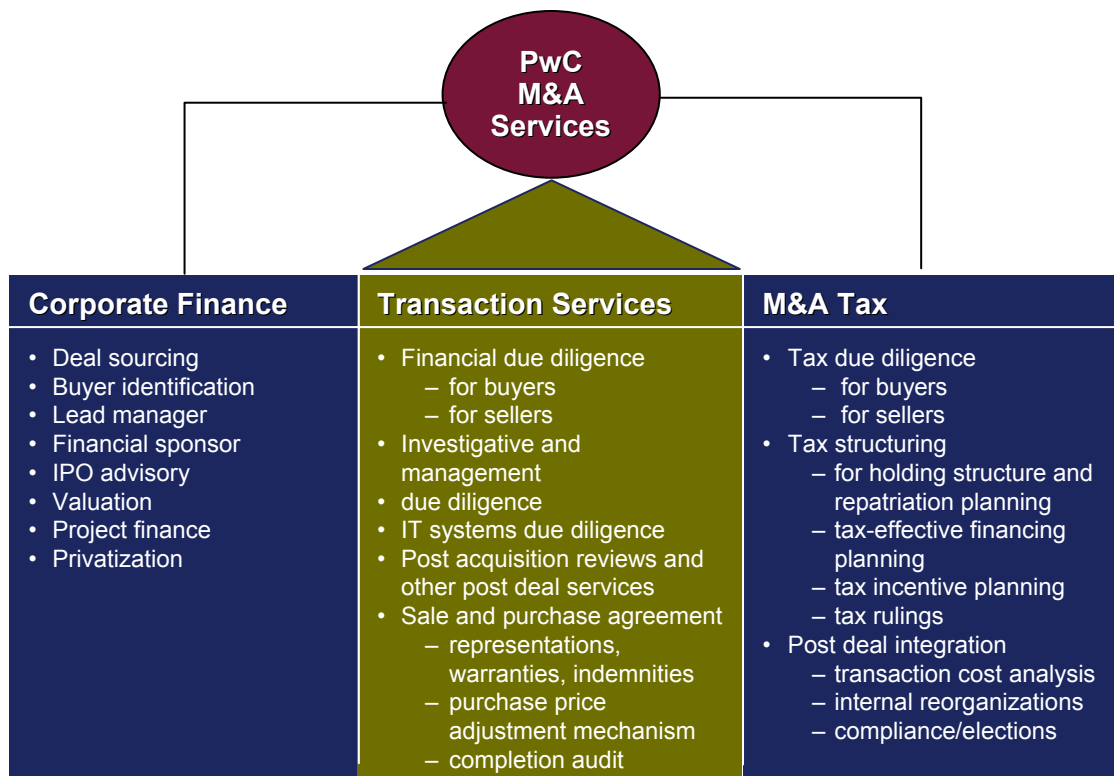 PwC
M&A
Services
Corporate Finance
• Deal sourcing
• Buyer identification
• Lead manager
• Financial sponsor
• IPO advisory
• Valuation
• Project finance
• Privatization
Transaction Services
• Financial due diligence
– for buyers
– for sellers
• Investigative and
management
• due diligence
• IT systems due diligence
• Post acquisition reviews and
other post deal services
• Sale and purchase agreement
– representations,
warranties, indemnities
– purchase price
adjustment mechanism
– completion audit
M&A Tax
• Tax due diligence
– for buyers
– for sellers
• Tax structuring
– for holding structure and
repatriation planning
– tax-effective financing
planning
– tax incentive planning
– tax rulings
• Post deal integration
– transaction cost analysis
– internal reorganizations
– compliance/elections